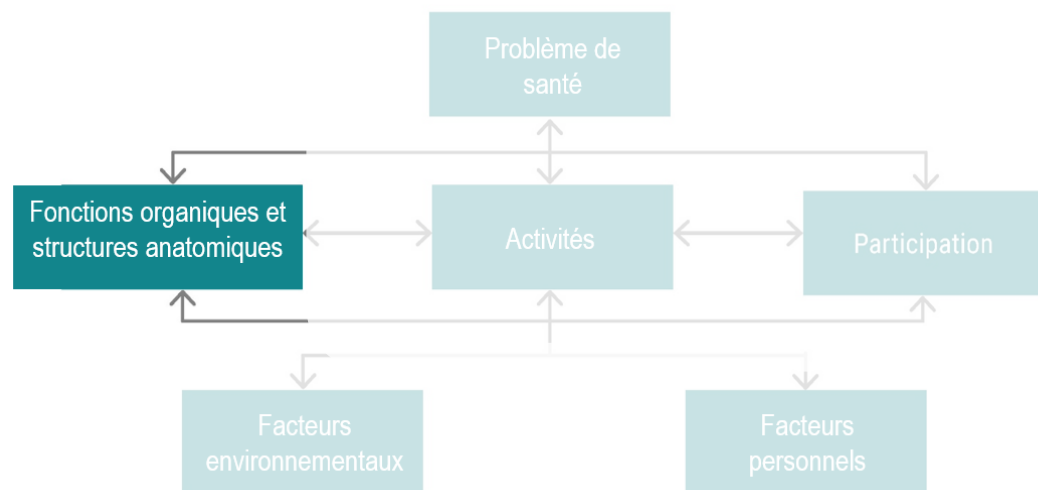 Problème de
santé
Fonctions organiques et
structures anatomiques
Activités
Participation
Facteurs
environnementaux
Facteurs
personnels